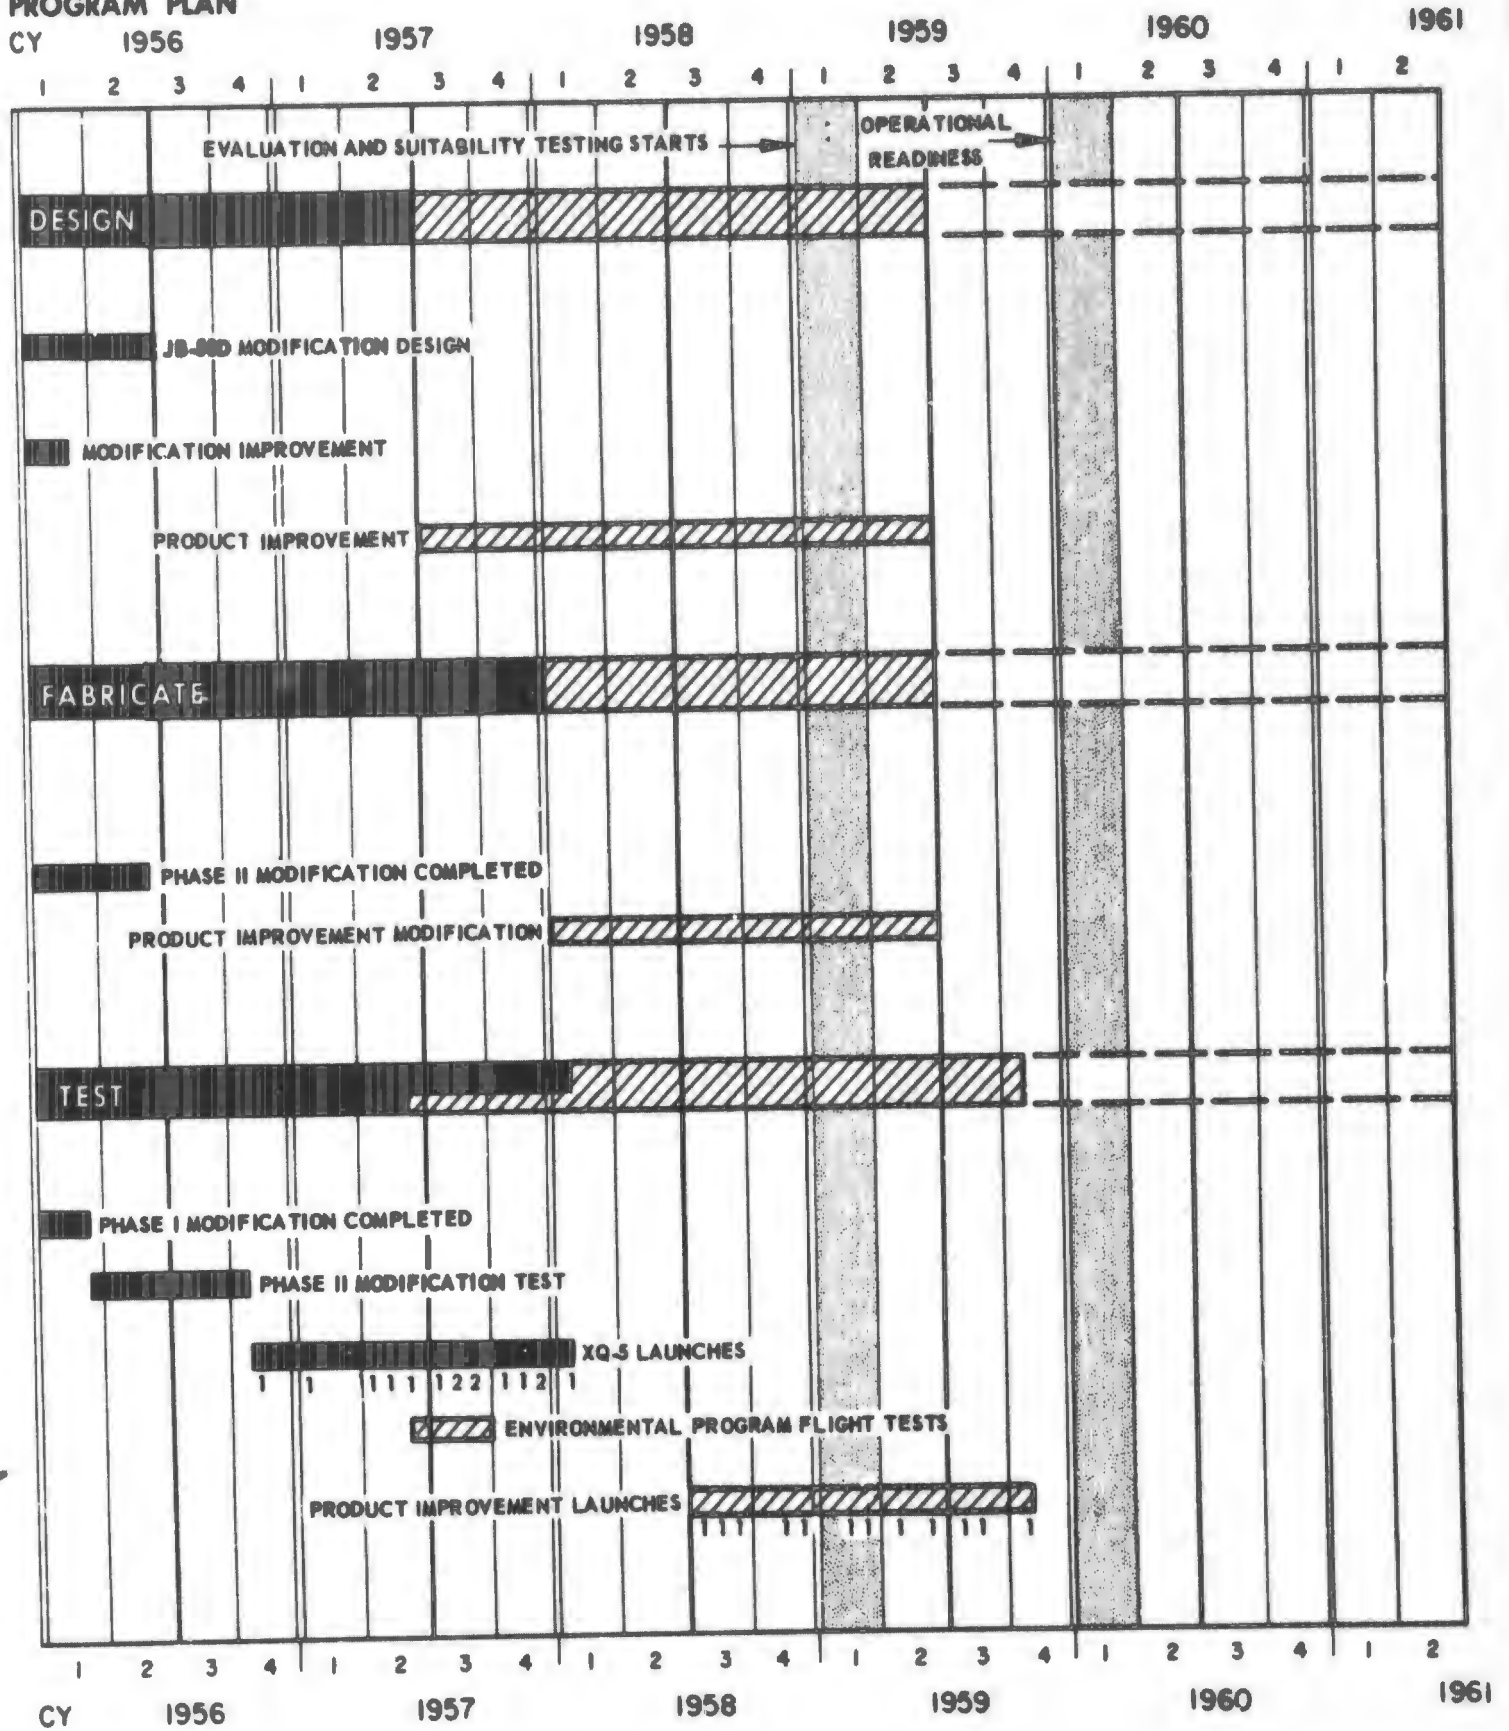 PROGRAM PLAN
CY 1956 1957 1958 1959 1960 1961
1 2 3 4 1 2 3 4 1 2 3 4 1 2 3 4 1 2 3 4 1 2
EVALUATION AND SUITABILITY TESTING STARTS
OPERATIONAL
READINESS
DESIGN
MODIFICATION DESIGN
MODIFICATION IMPROVEMENT
PRODUCT IMPROVEMENT
FABRICATE
PHASE II MODIFICATION COMPLETED
PRODUCT IMPROVEMENT MODIFICATION
TEST
PHASE I MODIFICATION COMPLETED
PHASE II MODIFICATION TEST
XQ-5 LAUNCHES
1 1 1 1 1 1 2 2 1 1 2 1
ENVIRONMENTAL PROGRAM FLIGHT TESTS
PRODUCT IMPROVEMENT LAUNCHES
1 1 1 1 1 1 1 1 1 1 1 1
1 2 3 4 1 2 3 4 1 2 3 4 1 2 3 4 1 2 3 4 1 2
CY 1956 1957 1958 1959 1960 1961